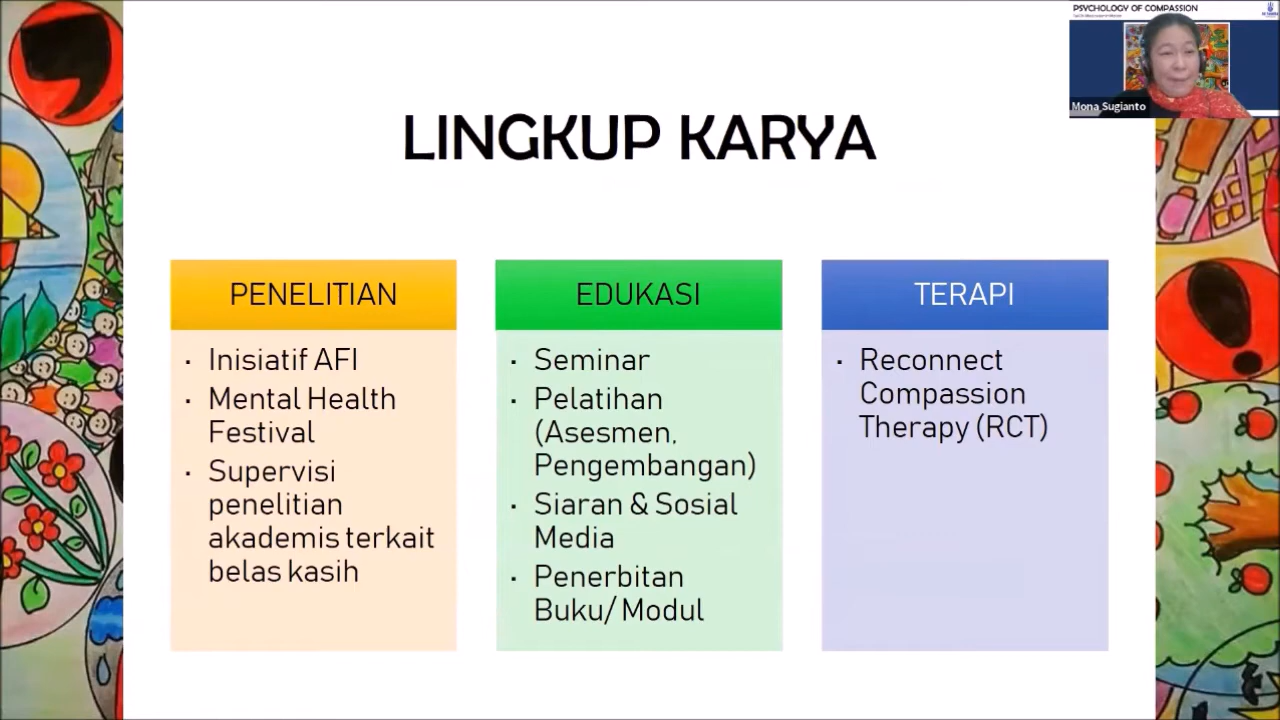 PSYCHOLOGY OF COMPASSION
Mona Sugianto
LINGKUP KARYA
PENELITIAN
· Inisiatif AFI
· Mental Health
Festival
· Supervisi
penelitian
akademis terkait
belas kasih
EDUKASI
· Seminar
· Pelatihan
(Asesmen,
Pengembangan)
· Siaran & Sosial
Media
· Penerbitan
Buku/ Modul
TERAPI
· Reconnect
Compassion
Therapy (RCT)